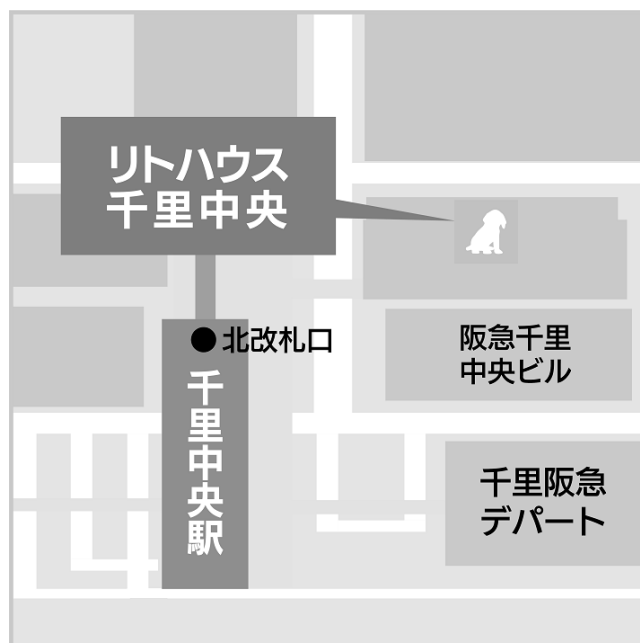 リトハウス
千里中央
北改札口
千里中央駅
阪急千里
中央ビル
千里阪急
デパート